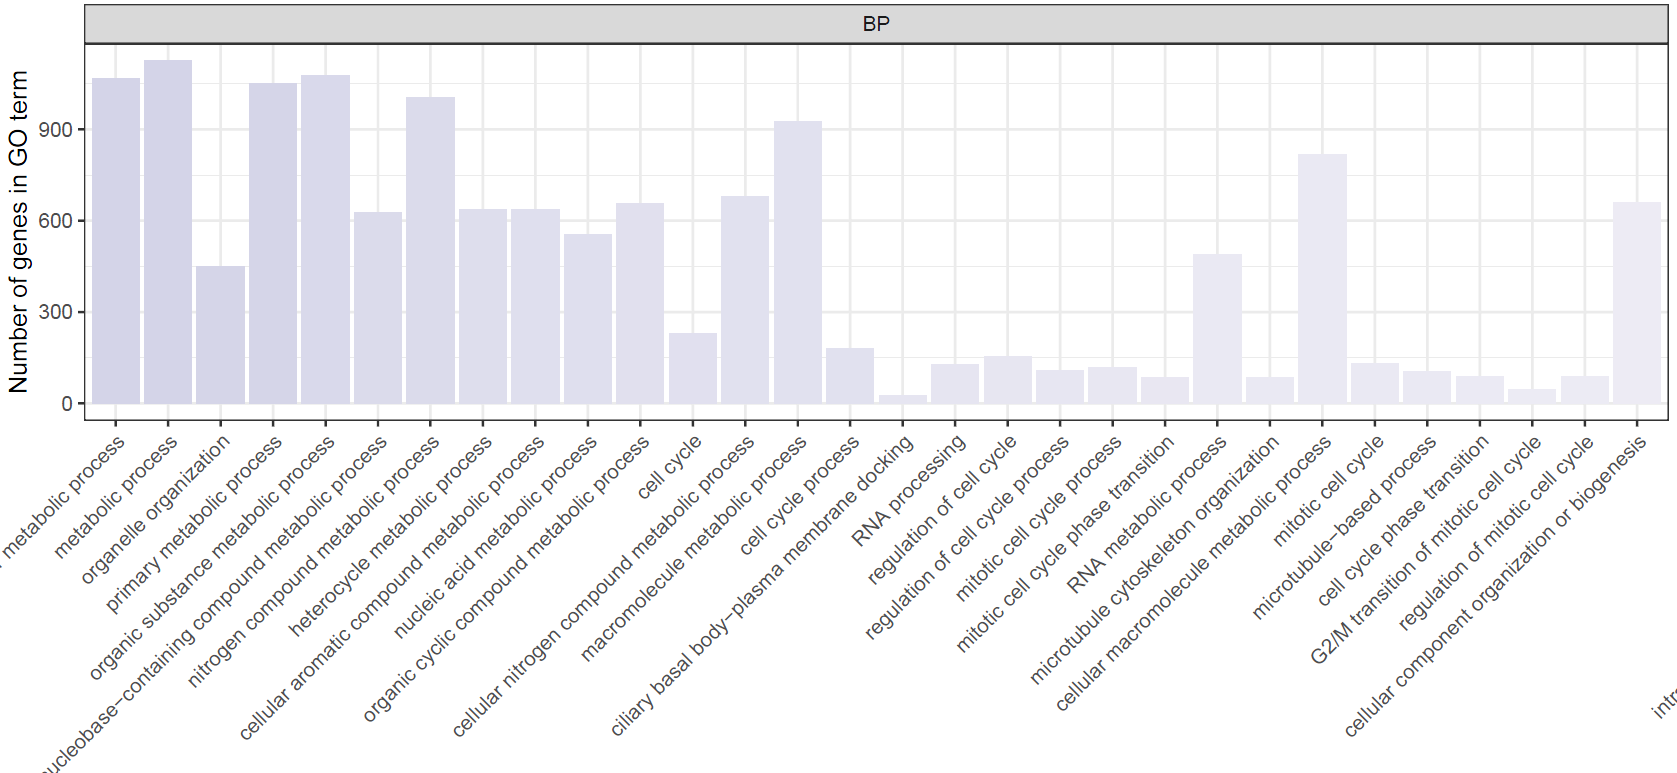 BP
Number of genes in GO term
900
600
300
0
metabolic process
metabolic process
organelle organization
primary metabolic process
organic substance metabolic process
ucleobase−containing compound metabolic process
nitrogen compound metabolic process
heterocycle metabolic process
cellular aromatic compound metabolic process
nucleic acid metabolic process
organic cyclic compound metabolic process
cell cycle
cellular nitrogen compound metabolic process
macromolecule metabolic process
cell cycle process
ciliary basal body−plasma membrane docking
RNA processing
regulation of cell cycle
regulation of cell cycle process
mitotic cell cycle process
mitotic cell cycle phase transition
RNA metabolic process
microtubule cytoskeleton organization
cellular macromolecule metabolic process
mitotic cell cycle
microtubule−based process
cell cycle phase transition
G2/M transition of mitotic cell cycle
regulation of mitotic cell cycle
cellular component organization or biogenesis
intr